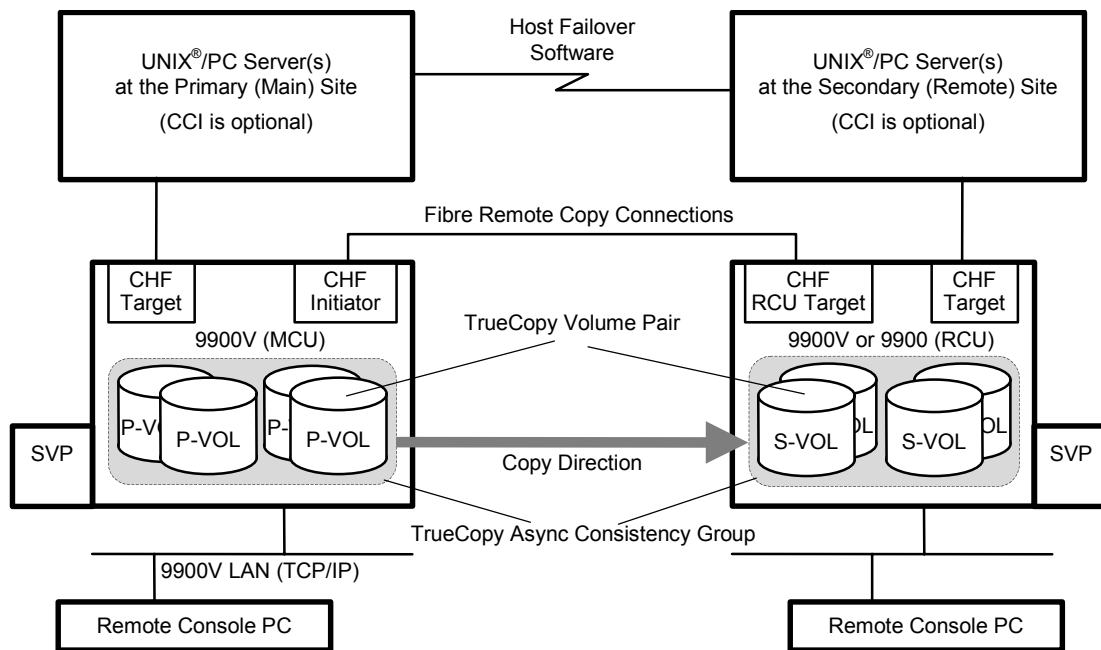 UNIX®/PC Server(s)
at the Primary (Main) Site
(CCI is optional)
Host Failover
Software
UNIX®/PC Server(s)
at the Secondary (Remote) Site
(CCI is optional)
Fibre Remote Copy Connections
CHF
Target
CHF
Initiator
CHF
RCU Target
CHF
Target
9900V (MCU)
TrueCopy Volume Pair
9900V or 9900 (RCU)
SVP
P-VOL
P-VOL
Copy Direction
S-VOL
S-VOL
SVP
TrueCopy Async Consistency Group
9900V LAN (TCP/IP)
Remote Console PC
Remote Console PC